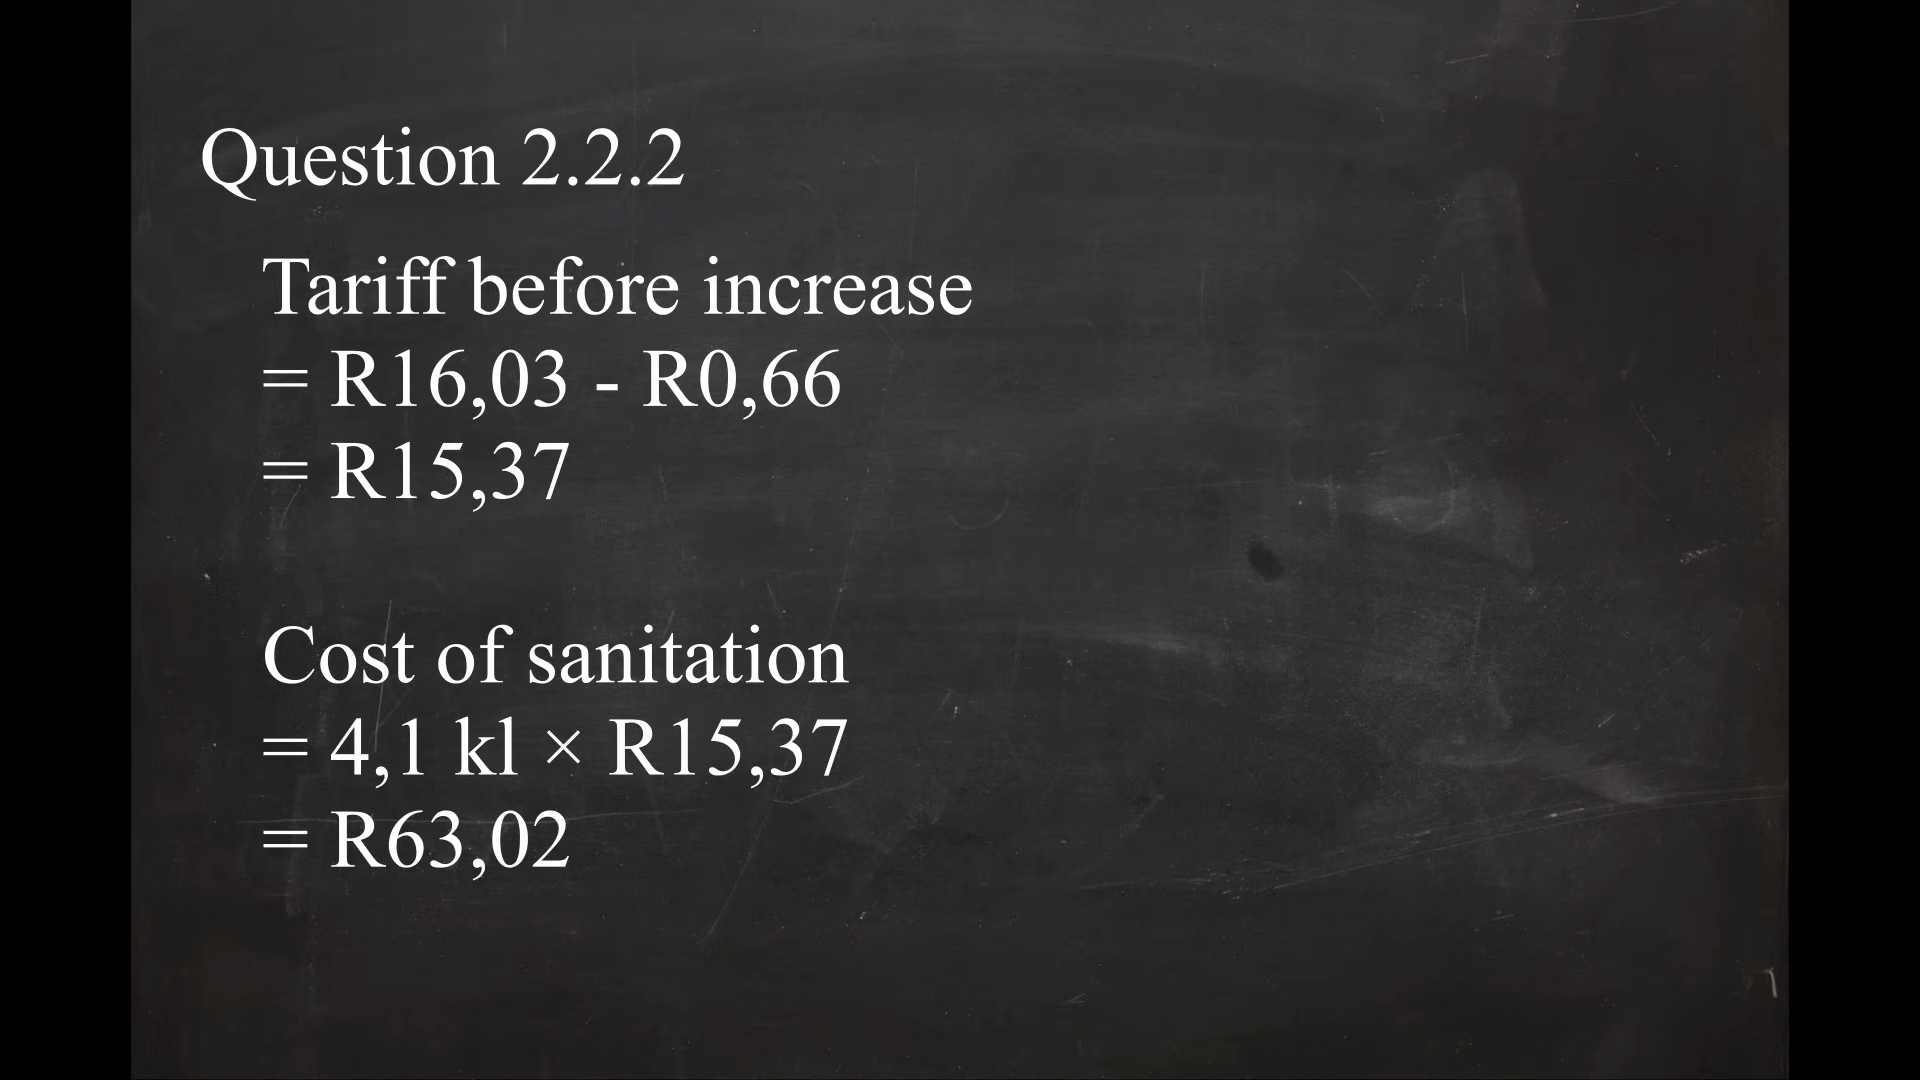 Question 2.2.2
Tariff before increase
= R16,03 - R0,66
= R15,37
Cost of sanitation
= 4,1 kl × R15,37
= R63,02